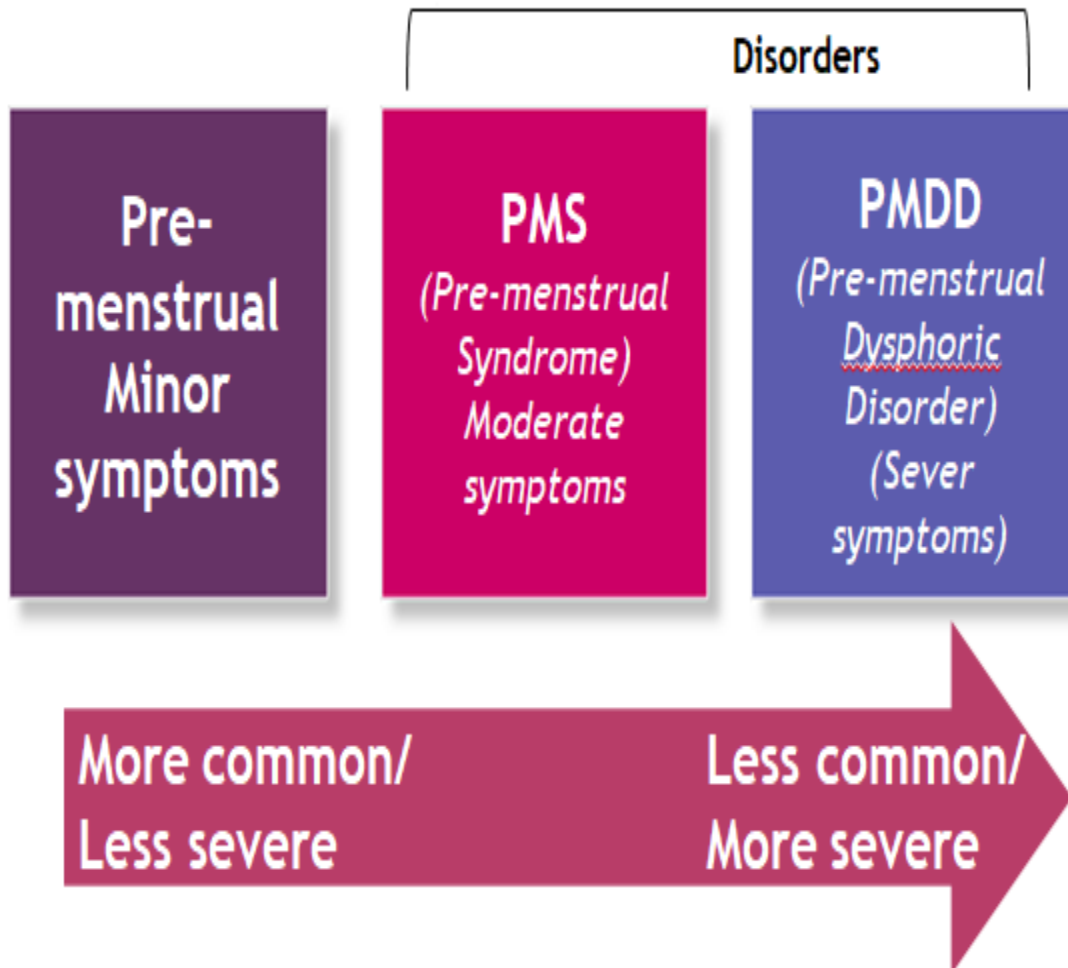 Disorders
Pre-
menstrual
Minor
symptoms
PMS
(Pre-menstrual
Syndrome)
Moderate
symptoms
PMDD
(Pre-menstrual
Dysphoric
Disorder)
(Sever
symptoms)
More common/
Less severe
Less common/
More severe